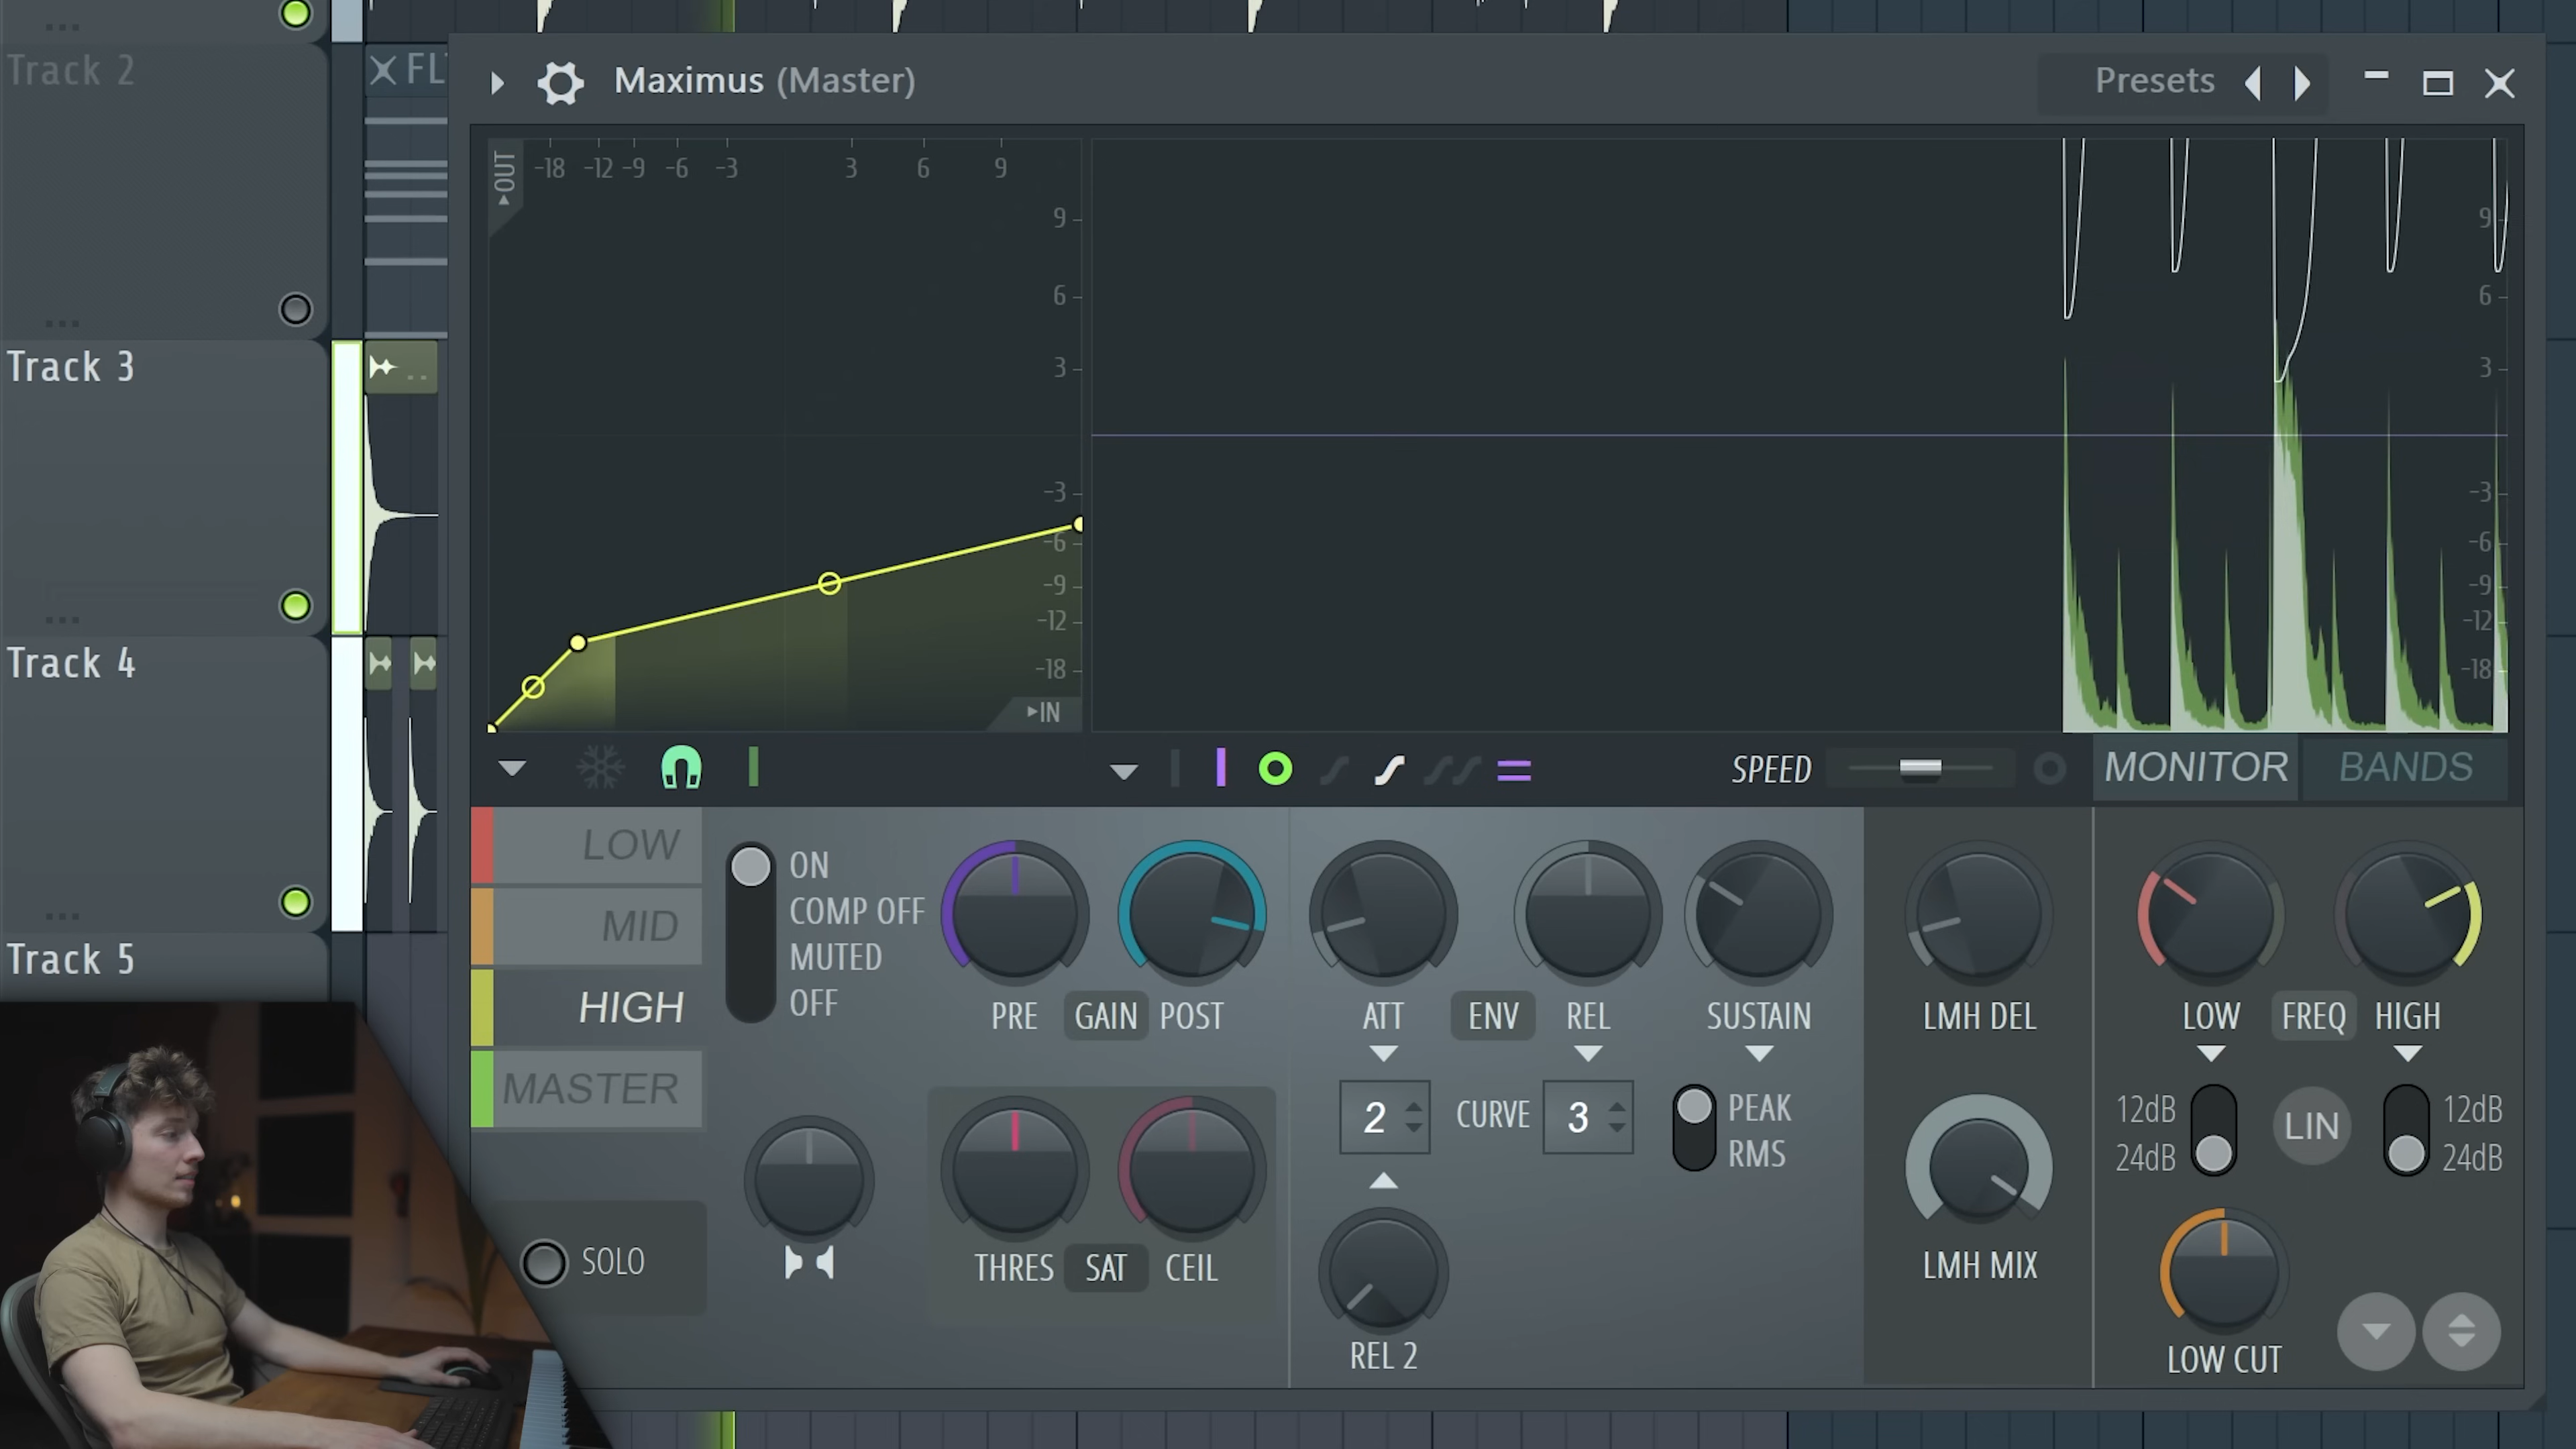 Track 2
FL
Track 3
Track 4
Track 5
Maximus (Master)
Presets
OUT
-18 -12 -9 -6 -3 3 6 9
9
6
3
-3
-6
-9
-12
-18
IN
9
6
3
-3
-6
-9
-12
-18
SPEED
MONITOR
BANDS
LOW
MID
HIGH
MASTER
SOLO
ON
COMP OFF
MUTED
OFF
PRE GAIN POST
THRES SAT CEIL
ATT ENV REL
SUSTAIN
2 CURVE 3
PEAK
RMS
REL 2
LMH DEL
LMH MIX
LOW FREQ HIGH
12dB
24dB
LIN
12dB
24dB
LOW CUT